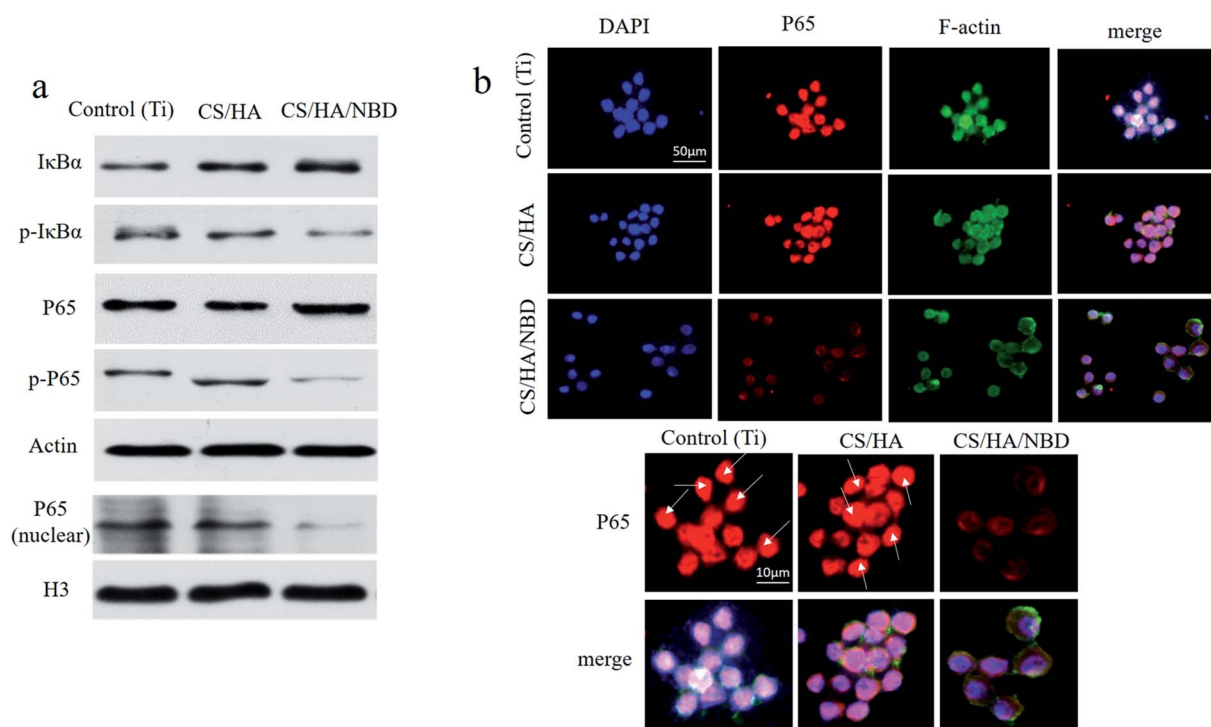 a
Control (Ti) CS/HA CS/HA/NBD
IκBα
p-IκBα
P65
p-P65
Actin
P65
(nuclear)
H3
b
DAPI P65 F-actin merge
Control (Ti)
50μm
CS/HA
CS/HA/NBD
Control (Ti) CS/HA CS/HA/NBD
P65
10μm
merge